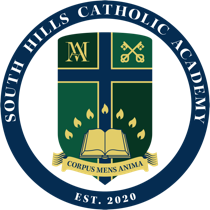 SOUTH HILLS CATHOLIC ACADEMY
CORPUS MENS ANIMA
EST. 2020